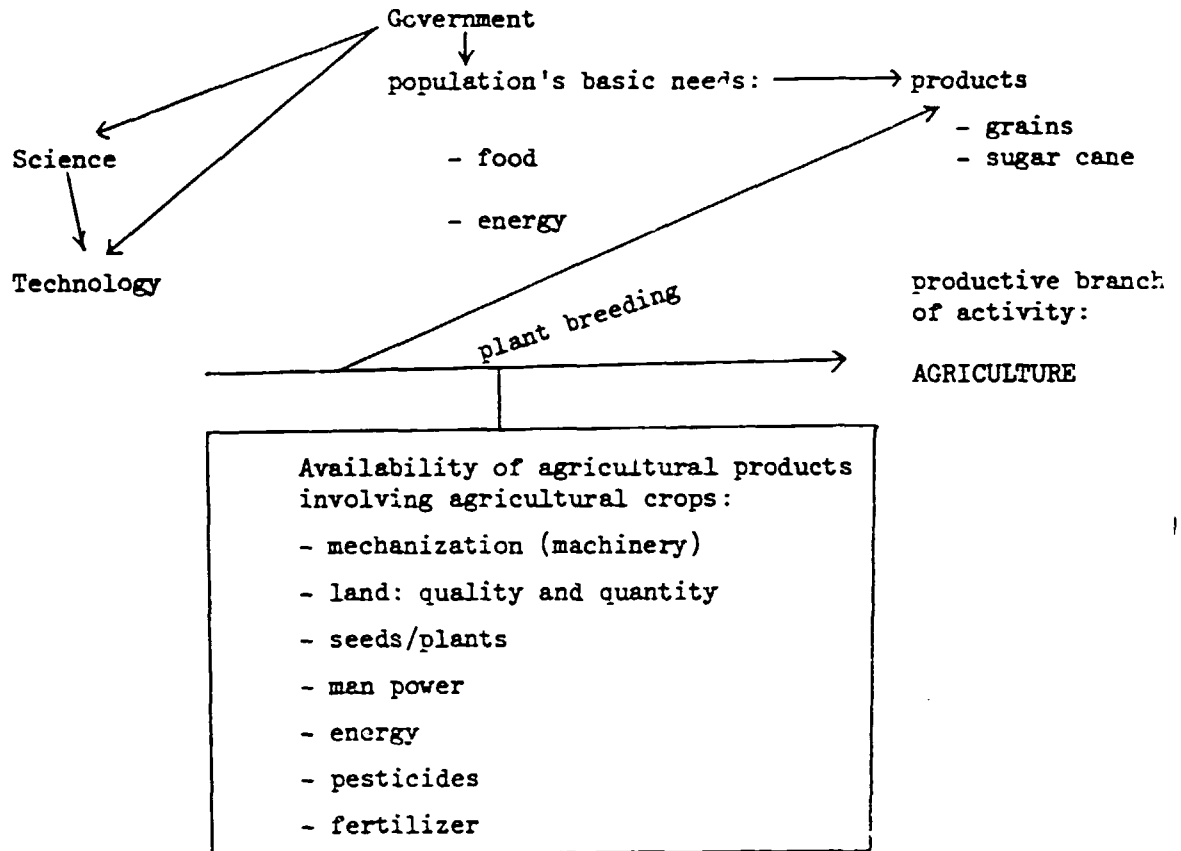 Government
population's basic needs:
products
- grains
- sugar cane
Science
- food
- energy
Technology
productive branch
of activity:
plant breeding
AGRICULTURE
Availability of agricultural products
involving agricultural crops:
- mechanization (machinery)
- land: quality and quantity
- seeds/plants
- man power
- energy
- pesticides
- fertilizer